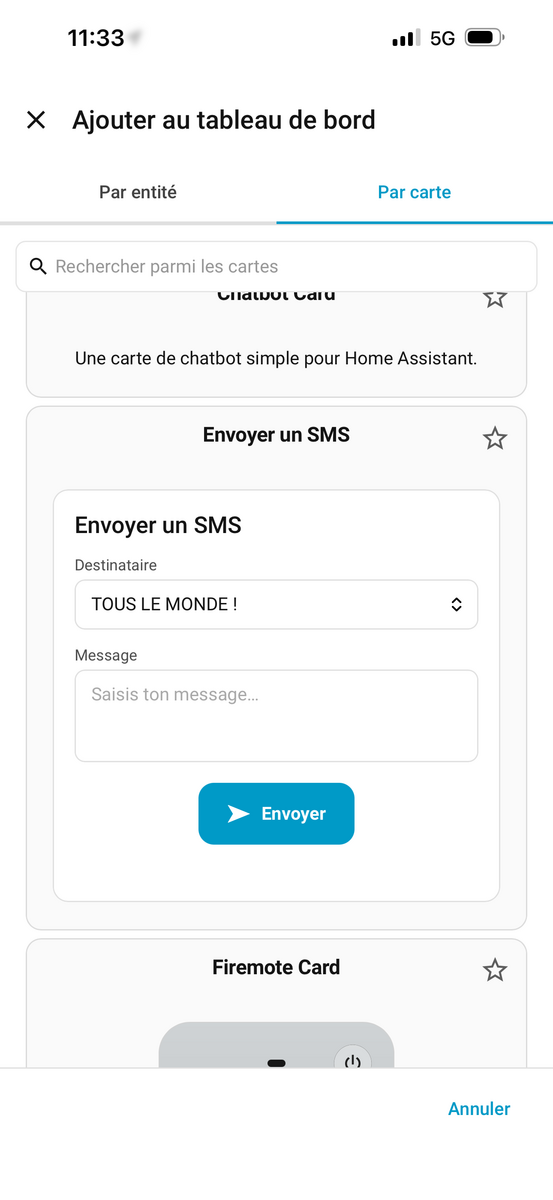 11:33
5G
Ajouter au tableau de bord
Par entité
Par carte
Rechercher parmi les cartes
Chatbot Card
Une carte de chatbot simple pour Home Assistant.
Envoyer un SMS
Envoyer un SMS
Destinataire
TOUS LE MONDE !
Message
Saisis ton message…
Envoyer
Firemote Card
Annuler